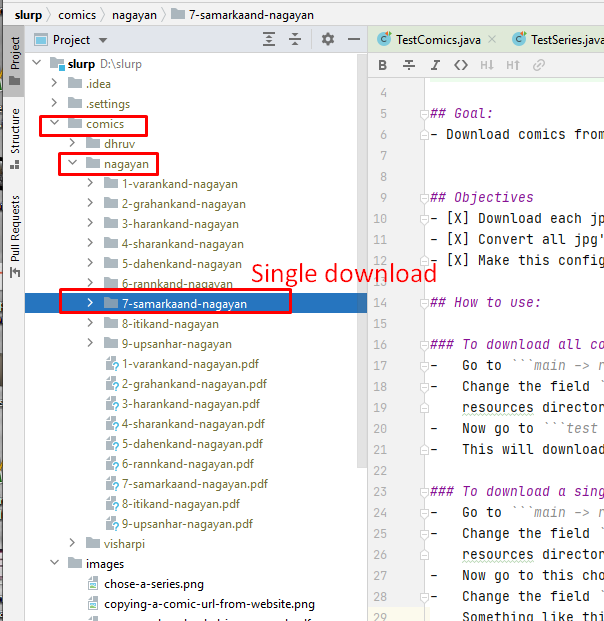 slurp > comics > nagayan > 7-samarkaand-nagayan
Project
Structure
Pull Requests
Project
slurp D:\slurp
.idea
.settings
comics
dhruv
nagayan
1-varankand-nagayan
2-grahankand-nagayan
3-harankand-nagayan
4-sharankand-nagayan
5-dahenkand-nagayan
6-rannkand-nagayan
Single download
7-samarkaand-nagayan
8-itikand-nagayan
9-upsanhar-nagayan
1-varankand-nagayan.pdf
2-grahankand-nagayan.pdf
3-harankand-nagayan.pdf
4-sharankand-nagayan.pdf
5-dahenkand-nagayan.pdf
6-rannkand-nagayan.pdf
7-samarkaand-nagayan.pdf
8-itikand-nagayan.pdf
9-upsanhar-nagayan.pdf
visharpi
images
chose-a-series.png
copying-a-comic-url-from-website.png
TestComics.java
TestSeries.java
B I <> H↓ H↑
4
5 ## Goal:
6 - Download comics from
7
8
9 ## Objectives
10 - [X] Download each jp
11 - [X] Convert all jpg'
12 - [X] Make this config
14 ## How to use:
15
16 ### To download all co
17 - Go to ```main -> r
18 - Change the field `
19 resources director
20 - Now go to ```test
21 - This will download
22
23 ### To download a sing
24 - Go to ```main -> r
25 - Change the field `
26 resources director
27 - Now go to this cho
28 - Change the field `
29 Something like thi